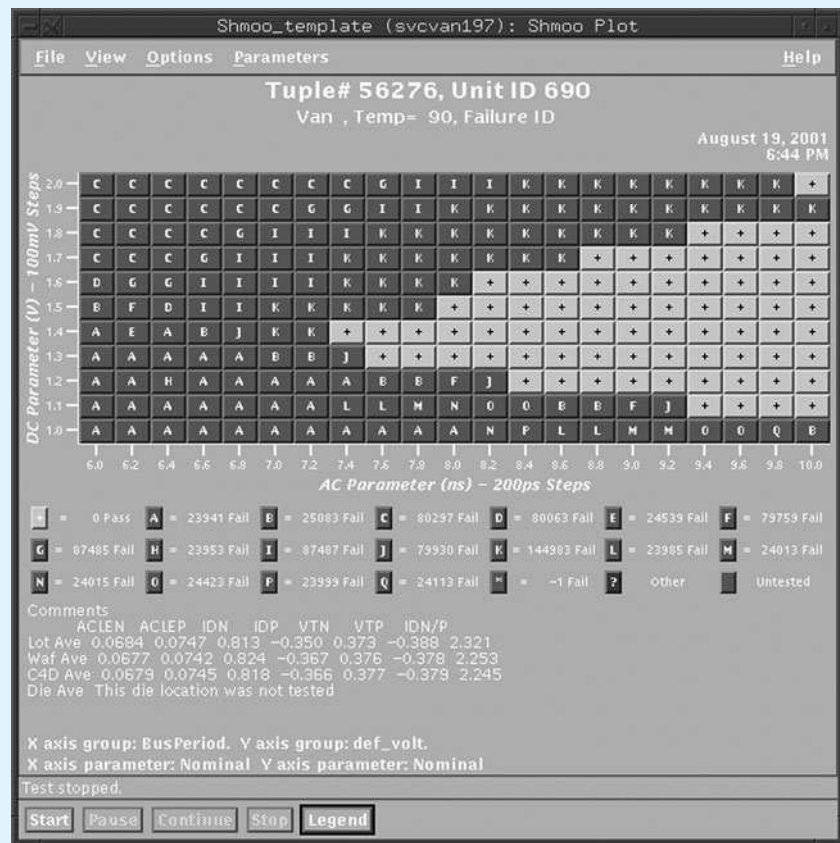 Shmoo_template (svcvan197): Shmoo Plot
File View Options Parameters Help
Tuple# 56276, Unit ID 690
Van , Temp= 90, Failure ID
August 19, 2001
6:44 PM
DC Parameter (V) – 100mV Steps
2.0 C C C C C C C C G I I I K K K K K K K K +
1.9 C C C C C C G G I I K K K K K K K K K K K
1.8 C C C C G I I I K K K K K K K K K + + + +
1.7 C C C G I I I K K K K K K K + + + + + + +
1.6 D G G I I I I K K K K + + + + + + + + + +
1.5 B F D I I K K K K K + + + + + + + + + + +
1.4 A E A B J K K + + + + + + + + + + + + + +
1.3 A A A A A B B J + + + + + + + + + + + + +
1.2 A A H A A A A A B B F J + + + + + + + + +
1.1 A A A A A A A L L M N O O B B F J + + + +
1.0 A A A A A A A A A A A N P L L M M O O Q B
6.0 6.2 6.4 6.6 6.8 7.0 7.2 7.4 7.6 7.8 8.0 8.2 8.4 8.6 8.8 9.0 9.2 9.4 9.6 9.8 10.0
AC Parameter (ns) – 200ps Steps
+ = 0 Pass A = 23941 Fail B = 25083 Fail C = 80297 Fail D = 80063 Fail E = 24539 Fail F = 79759 Fail
G = 87485 Fail H = 23953 Fail I = 87487 Fail J = 79930 Fail K = 144983 Fail L = 23985 Fail M = 24013 Fail
N = 24015 Fail O = 24423 Fail P = 23999 Fail Q = 24113 Fail * = –1 Fail ? Other Untested
Comments
ACLEN ACLEP IDN IDP VTN VTP IDN/P
Lot Ave 0.0684 0.0747 0.813 –0.350 0.373 –0.388 2.321
Waf Ave 0.0677 0.0742 0.824 –0.367 0.376 –0.378 2.253
C4D Ave 0.0679 0.0745 0.818 –0.366 0.377 –0.379 2.245
Die Ave This die location was not tested
X axis group: BusPeriod. Y axis group: def_volt.
X axis parameter: Nominal Y axis parameter: Nominal
Test stopped.
Start Pause Continue Stop Legend